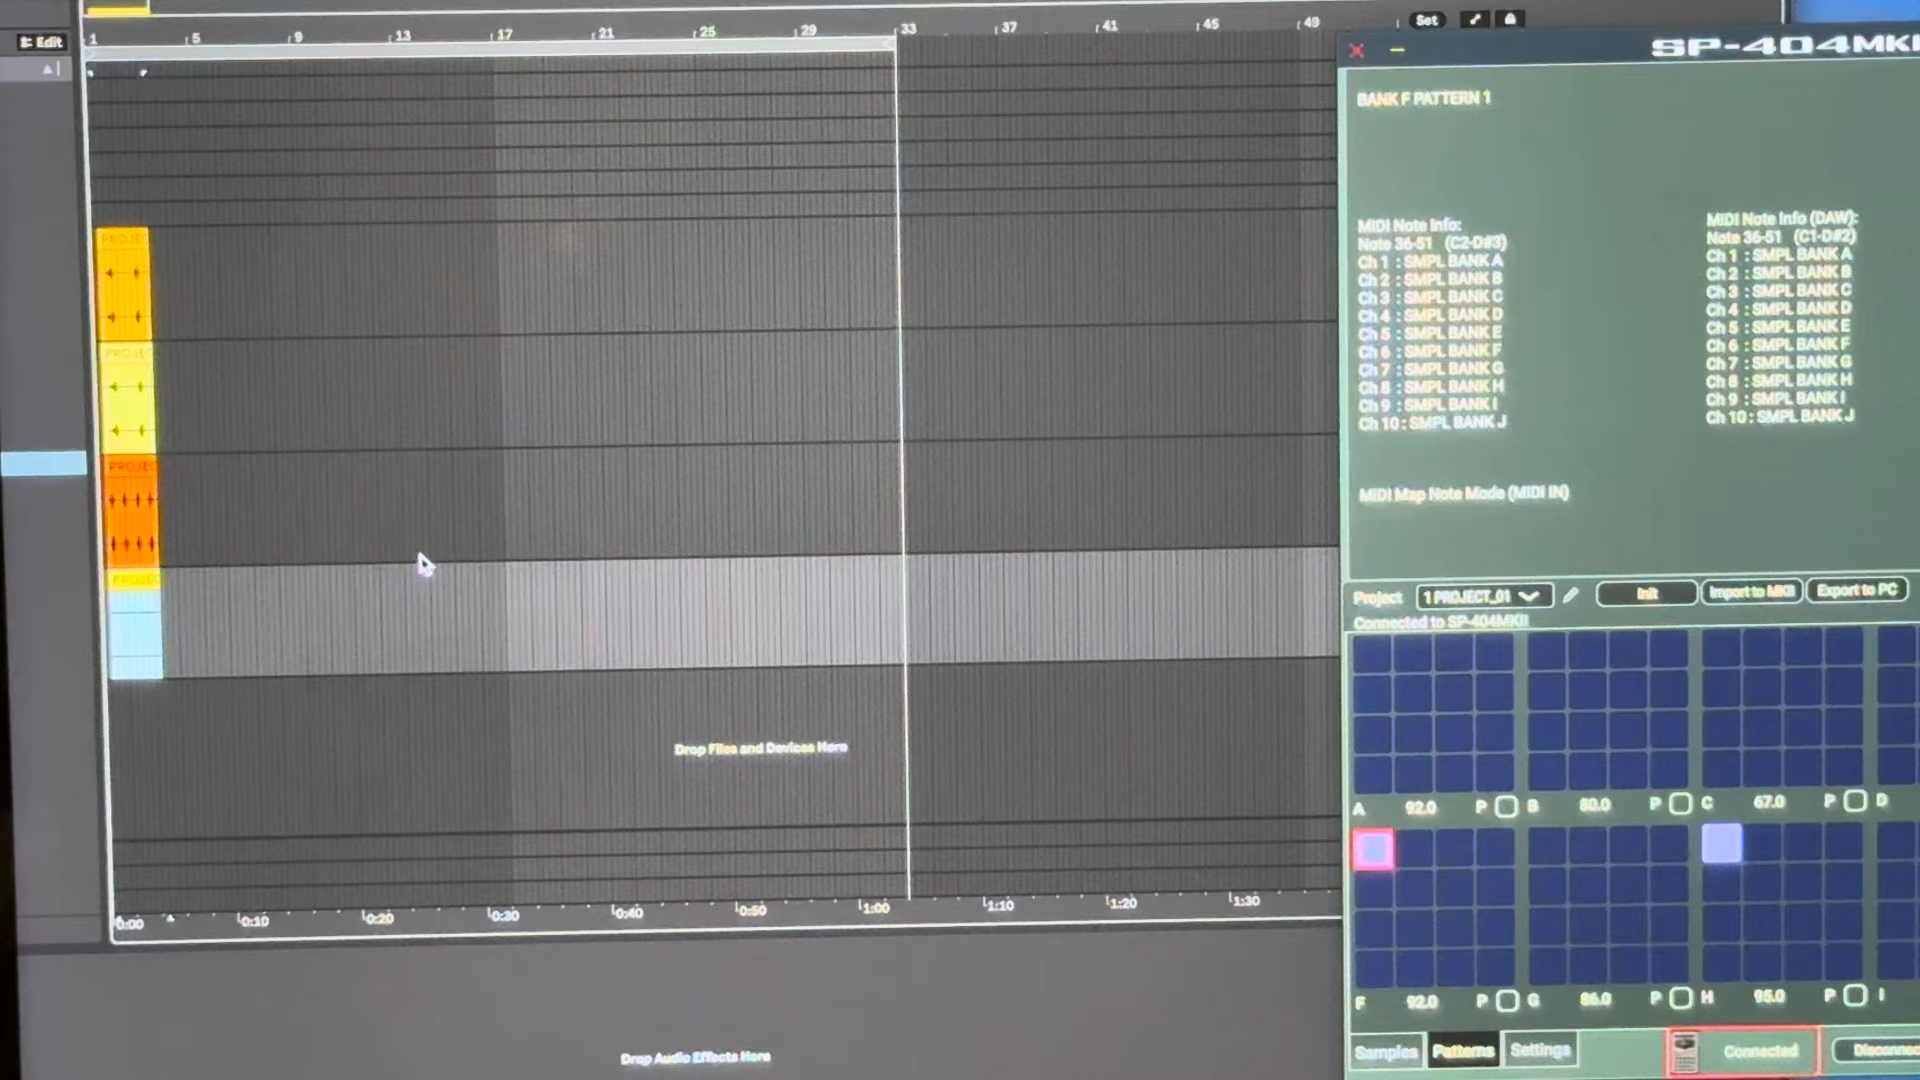 Edit
1 5 9 13 17 21 25 29 33 37 41 45 49
Set
PROJEC
PROJEC
PROJEC
PROJEC
Drop Files and Devices Here
0:00 0:10 0:20 0:30 0:40 0:50 1:00 1:10 1:20 1:30
Drop Audio Effects Here
SP-404MKI
BANK F PATTERN 1
MIDI Note Info:
Note 36-51 (C2-D#3)
Ch 1 : SMPL BANK A
Ch 2 : SMPL BANK B
Ch 3 : SMPL BANK C
Ch 4 : SMPL BANK D
Ch 5 : SMPL BANK E
Ch 6 : SMPL BANK F
Ch 7 : SMPL BANK G
Ch 8 : SMPL BANK H
Ch 9 : SMPL BANK I
Ch 10 : SMPL BANK J
MIDI Note Info (DAW):
Note 36-51 (C1-D#2)
Ch 1 : SMPL BANK A
Ch 2 : SMPL BANK B
Ch 3 : SMPL BANK C
Ch 4 : SMPL BANK D
Ch 5 : SMPL BANK E
Ch 6 : SMPL BANK F
Ch 7 : SMPL BANK G
Ch 8 : SMPL BANK H
Ch 9 : SMPL BANK I
Ch 10 : SMPL BANK J
MIDI Map Note Mode (MIDI IN)
Project 1 PROJECT_01 Init Import to MKII Export to PC
Connected to SP-404MKII
A 92.0 P B 80.0 P C 67.0 P D
F 92.0 P G 86.0 P H 95.0 P I
Samples Patterns Settings Connected Disconnec